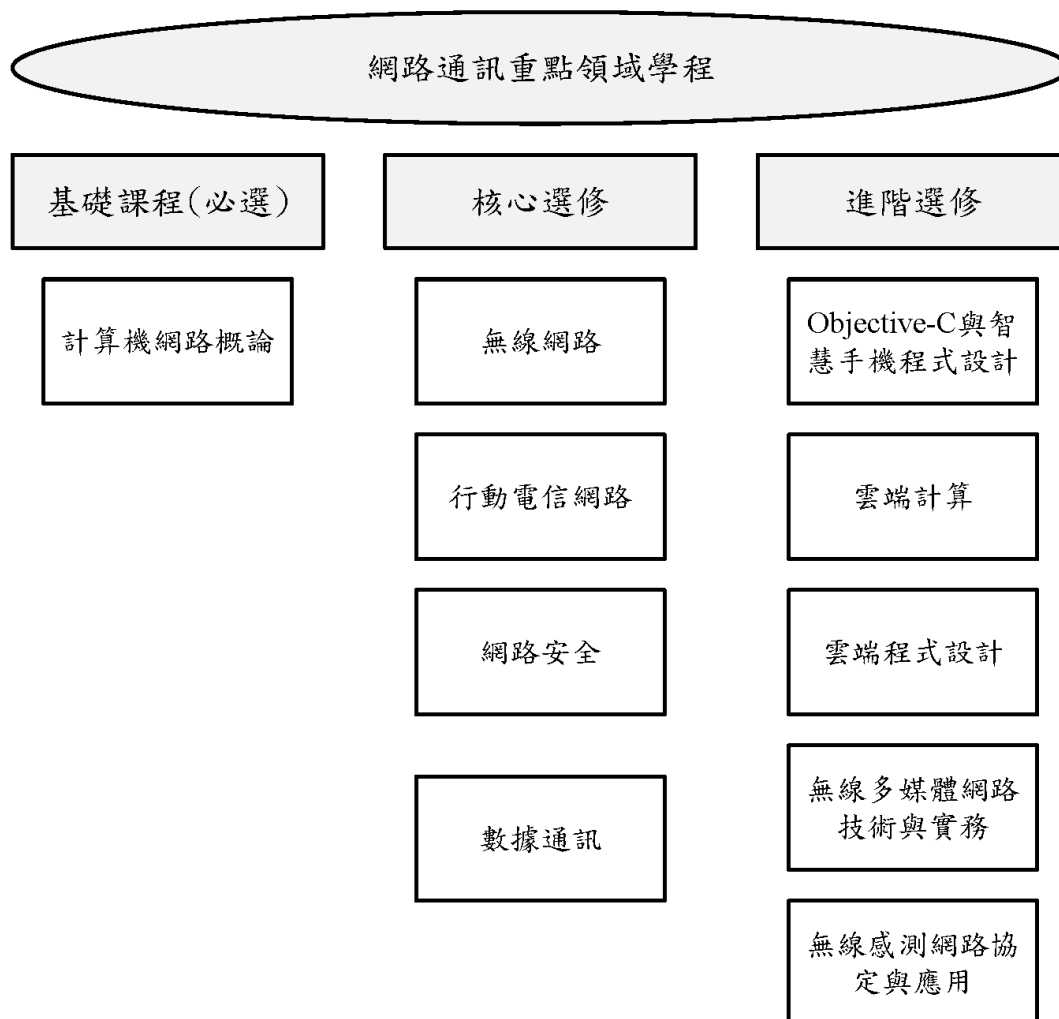 網路通訊重點領域學程
基礎課程(必選)
計算機網路概論
核心選修
無線網路
行動電信網路
網路安全
數據通訊
進階選修
Objective-C與智
慧手機程式設計
雲端計算
雲端程式設計
無線多媒體網路
技術與實務
無線感測網路協
定與應用